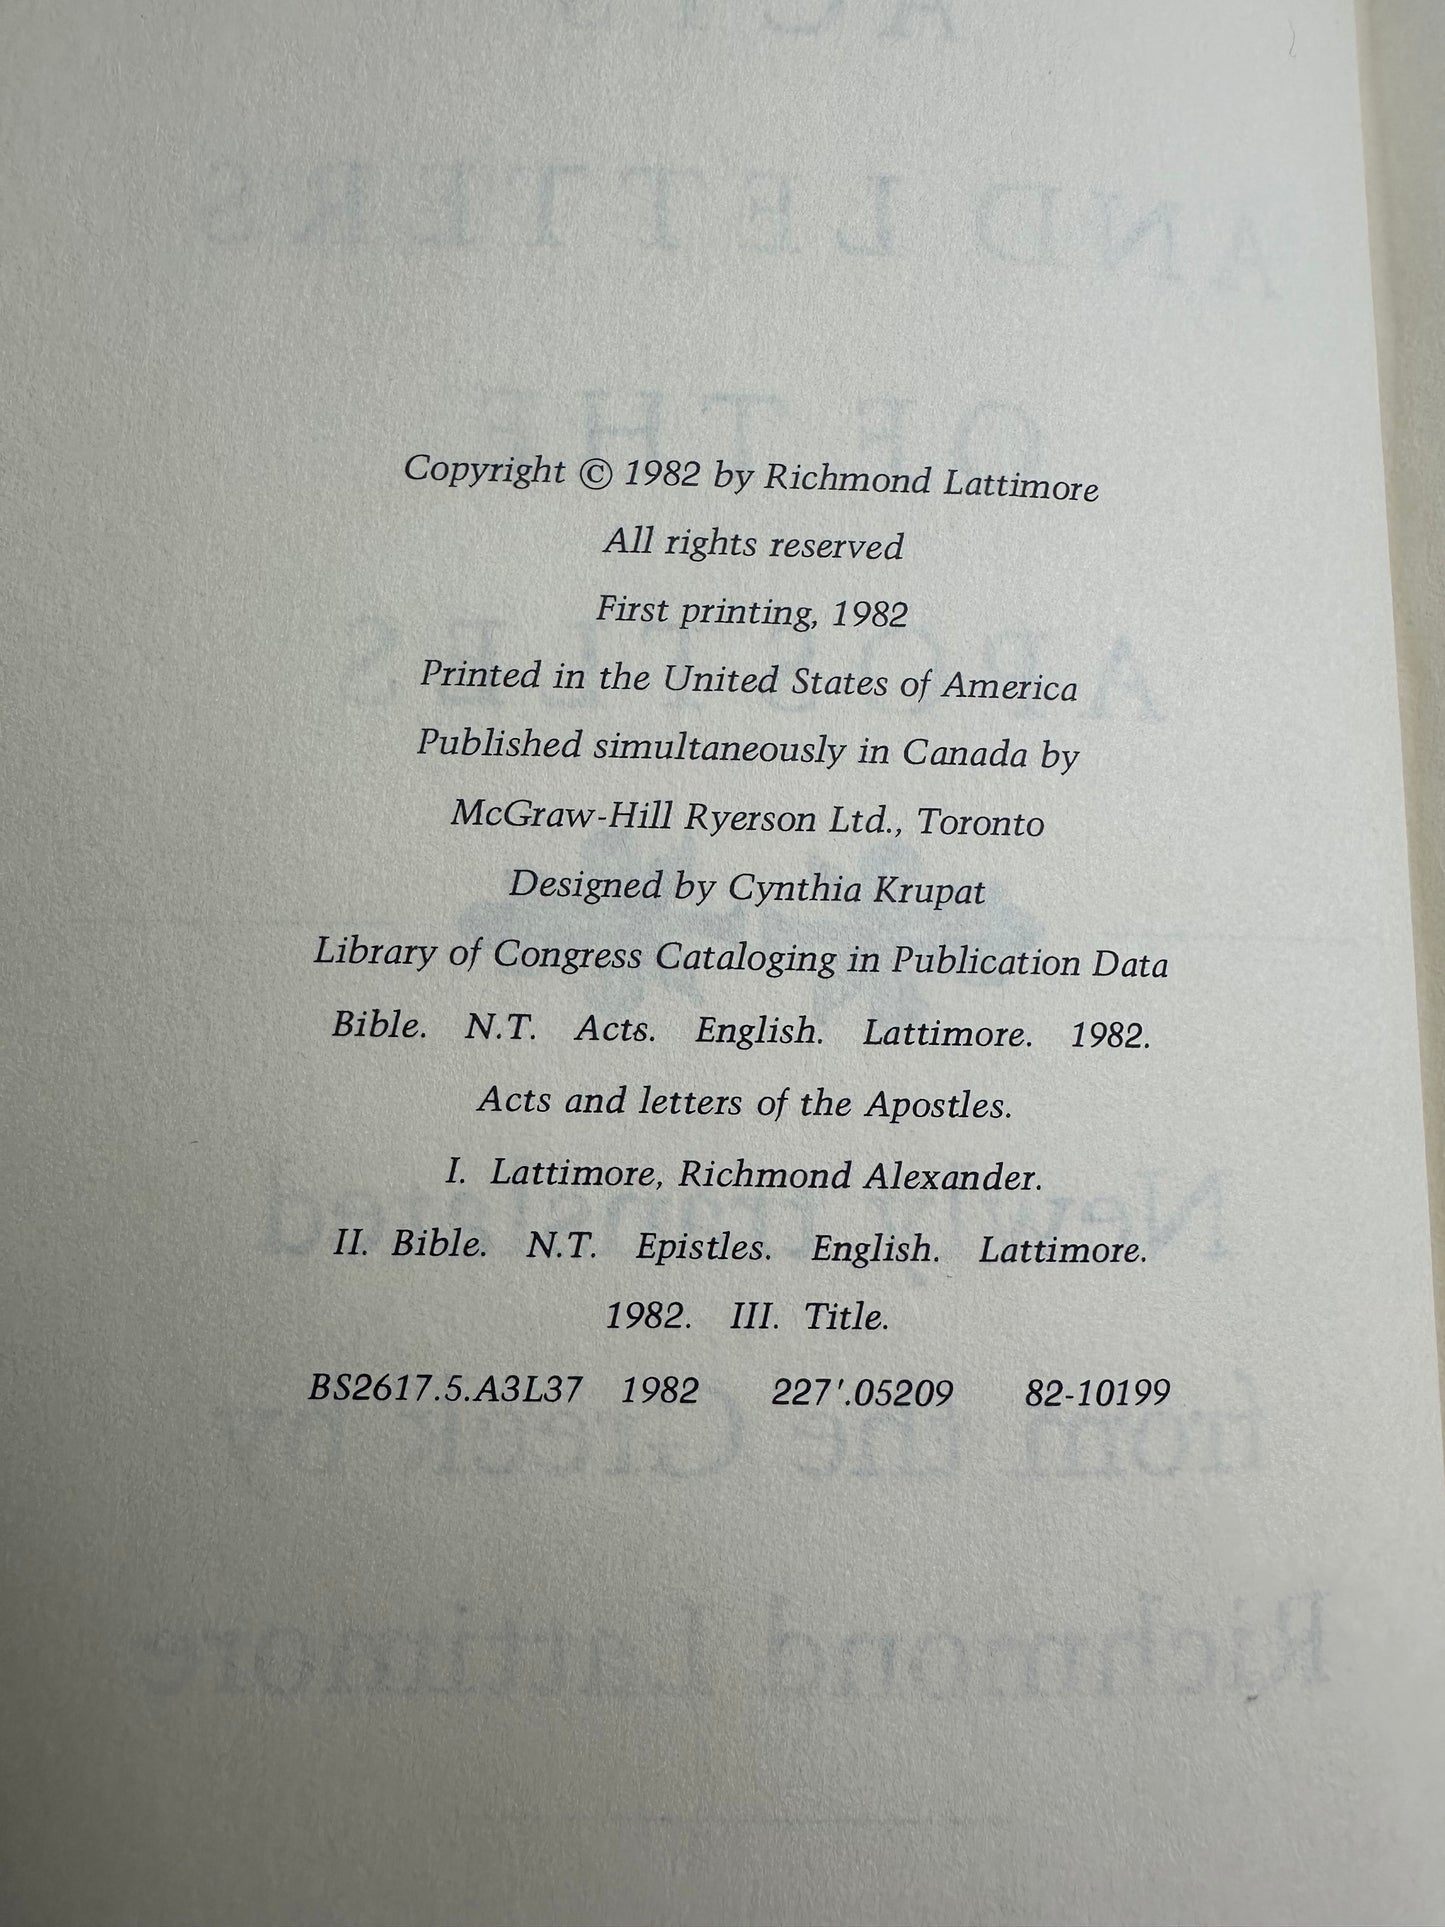 Copyright © 1982 by Richmond Lattimore
All rights reserved
First printing, 1982
Printed in the United States of America
Published simultaneously in Canada by
McGraw-Hill Ryerson Ltd., Toronto
Designed by Cynthia Krupat
Library of Congress Cataloging in Publication Data
Bible. N.T. Acts. English. Lattimore. 1982.
Acts and letters of the Apostles.
I. Lattimore, Richmond Alexander.
II. Bible. N.T. Epistles. English. Lattimore.
1982. III. Title.
BS2617.5.A3L37 1982 227'.05209 82-10199